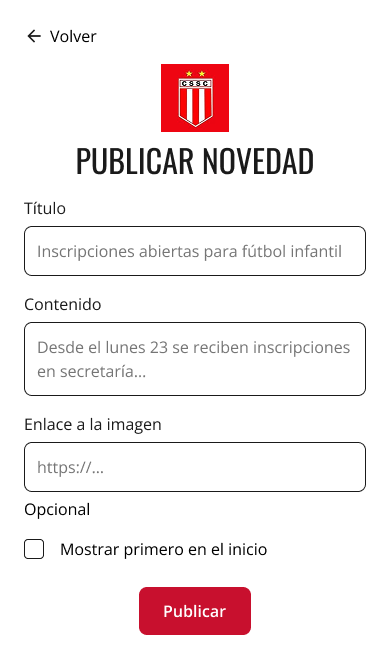 Volver
CSSC
PUBLICAR NOVEDAD
Título
Inscripciones abiertas para fútbol infantil
Contenido
Desde el lunes 23 se reciben inscripciones
en secretaría...
Enlace a la imagen
https://...
Opcional
Mostrar primero en el inicio
Publicar